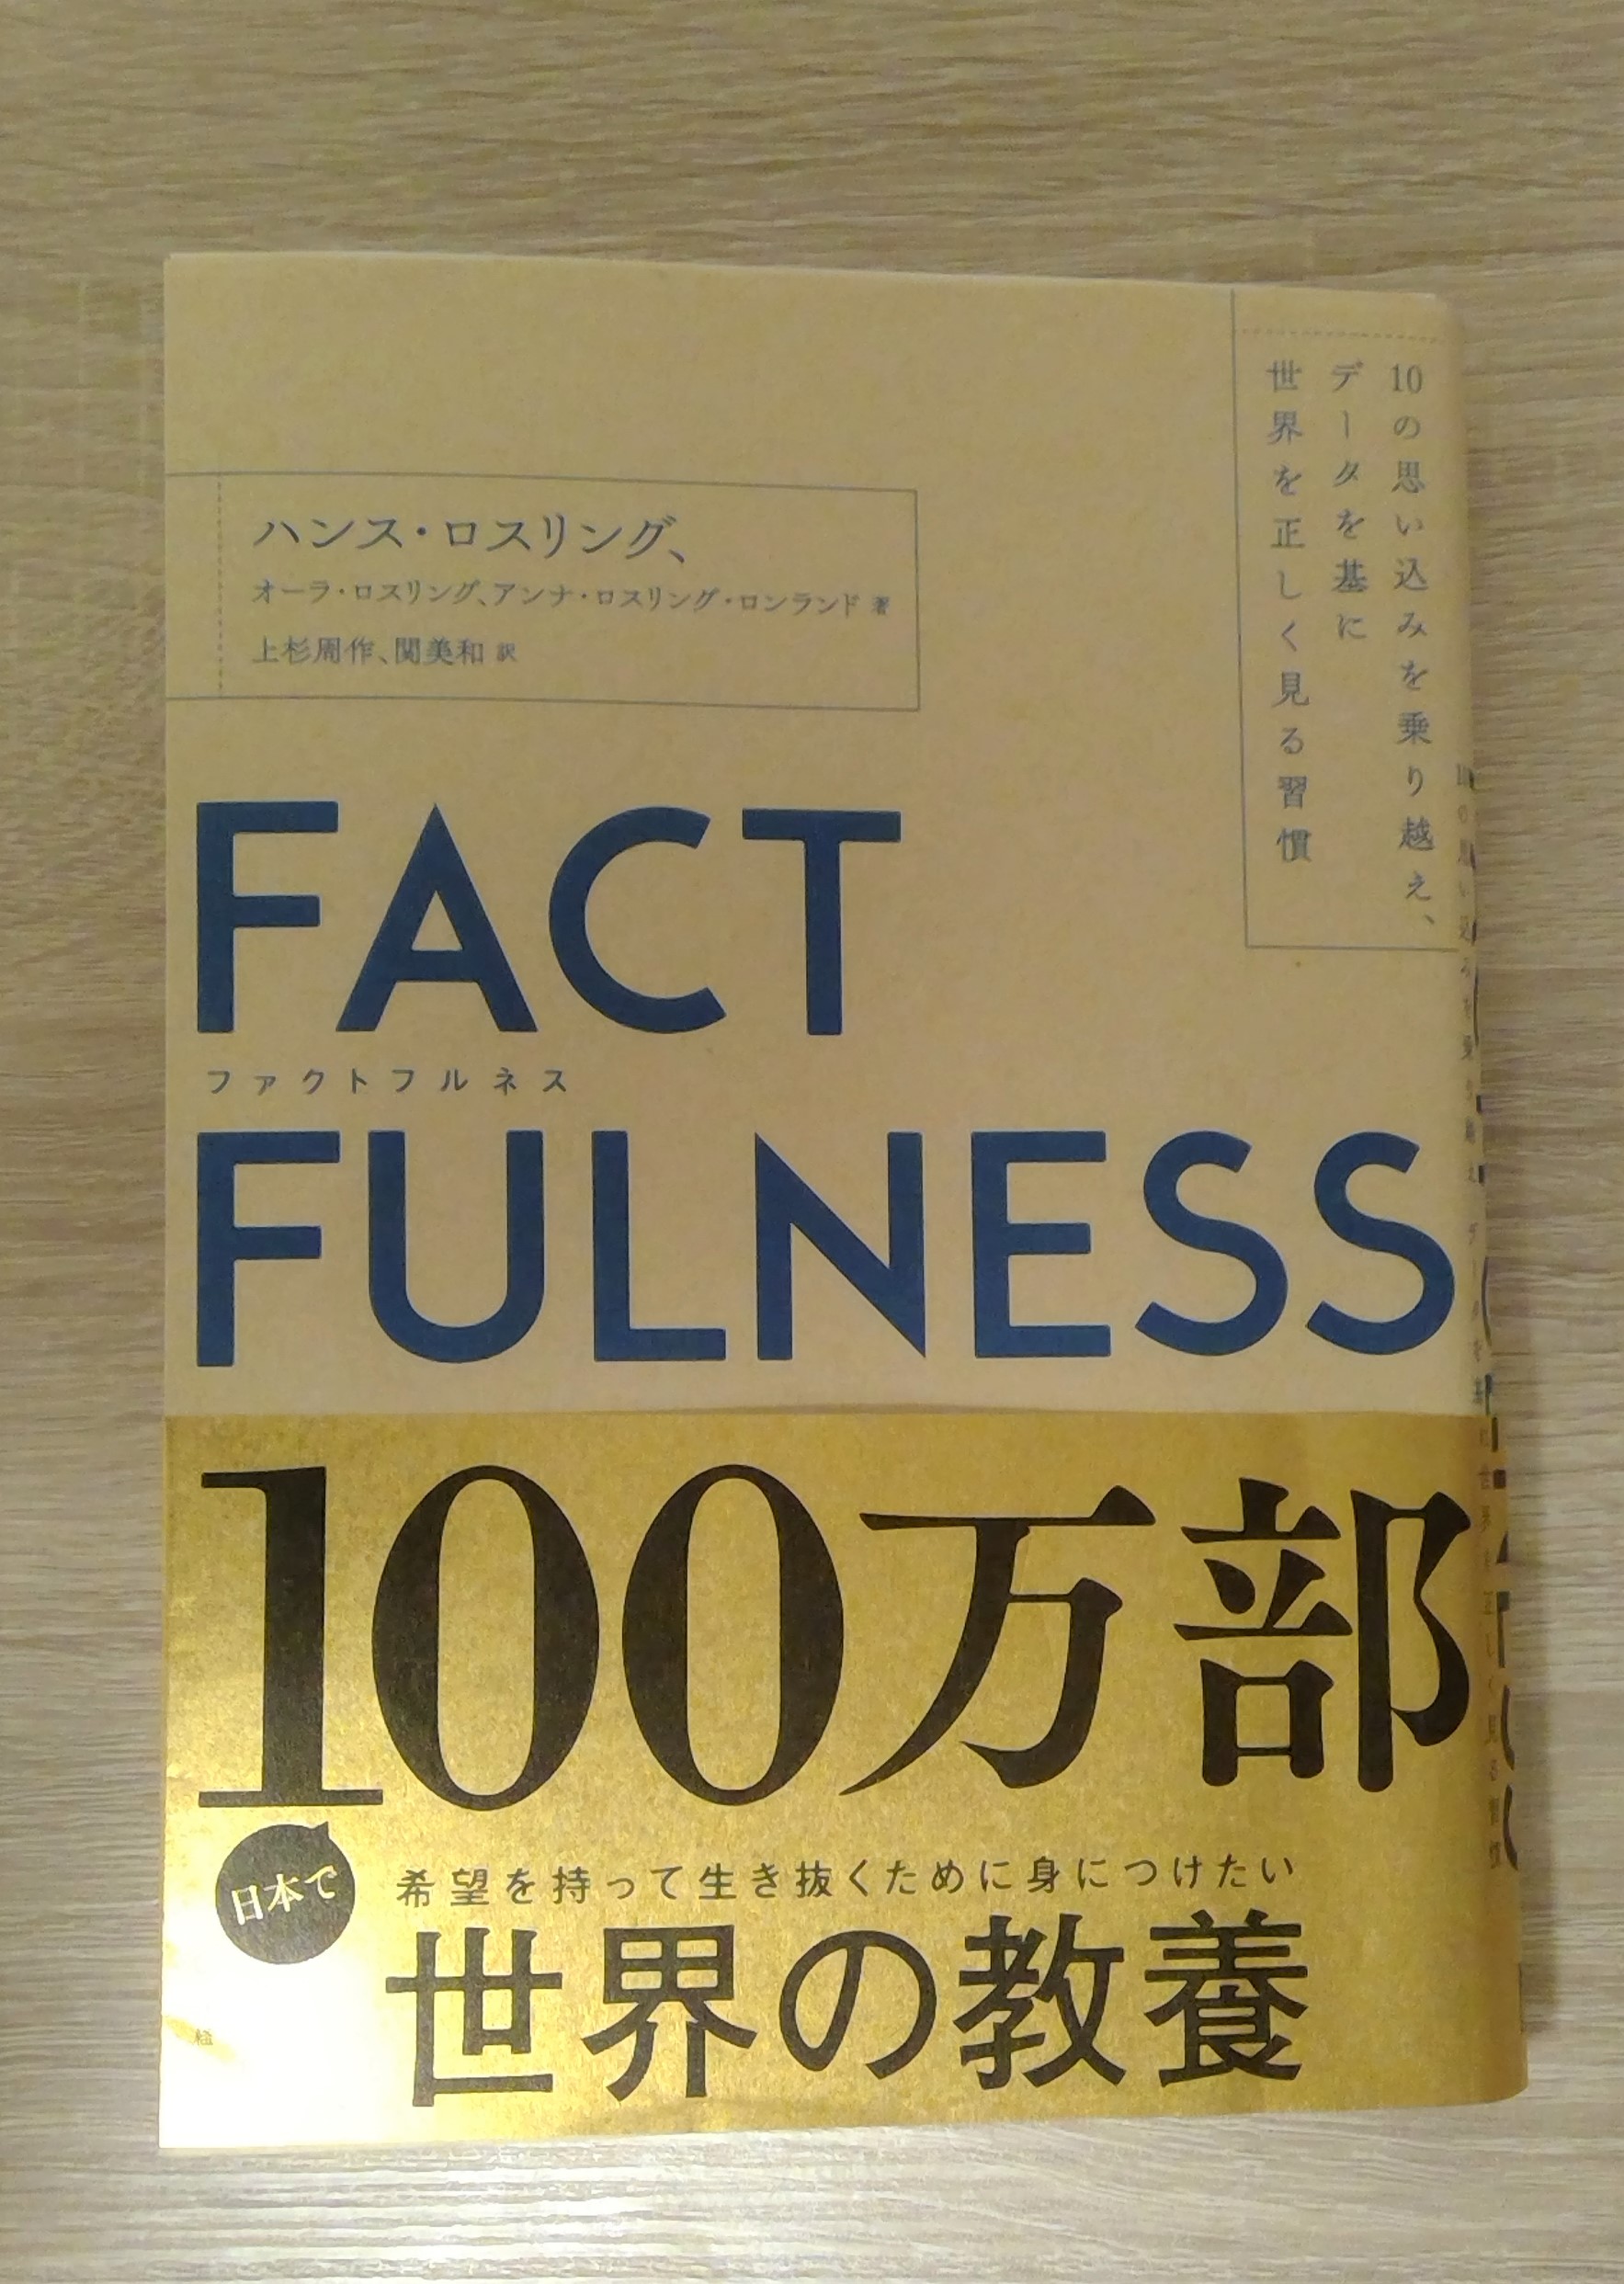 10の思い込みを乗り越え、
データを基に
世界を正しく見る習慣
ハンス・ロスリング、
オーラ・ロスリング、アンナ・ロスリング・ロンランド 著
上杉周作、関美和 訳
FACT
ファクトフルネス
FULNESS
100万部
日本で
希望を持って生き抜くために身につけたい
世界の教養